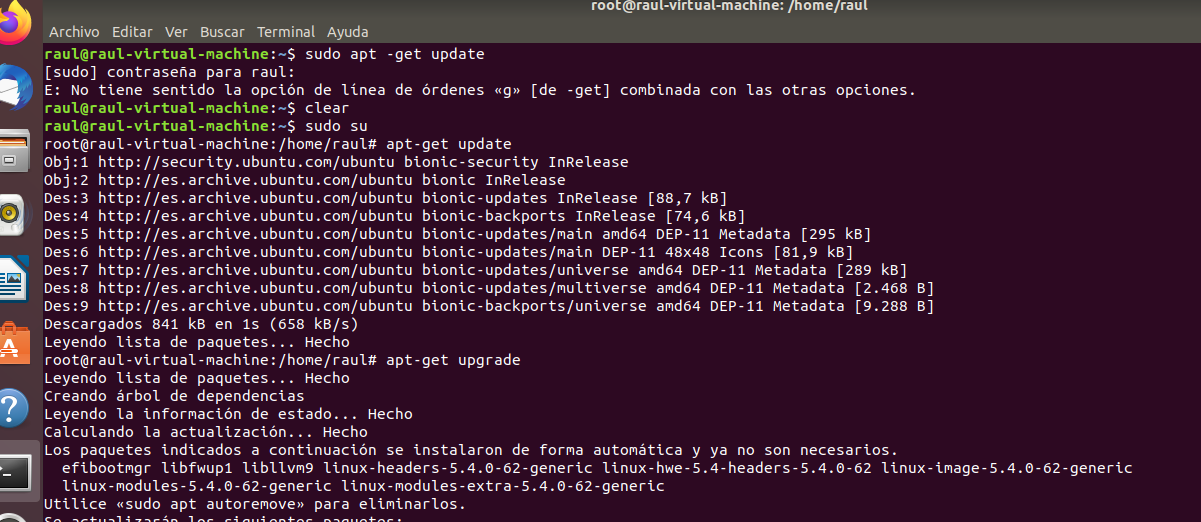 root@raul-virtual-machine: /home/raul
Archivo Editar Ver Buscar Terminal Ayuda
raul@raul-virtual-machine:~$ sudo apt -get update
[sudo] contraseña para raul:
E: No tiene sentido la opción de línea de órdenes «g» [de -get] combinada con las otras opciones.
raul@raul-virtual-machine:~$ clear
raul@raul-virtual-machine:~$ sudo su
root@raul-virtual-machine:/home/raul# apt-get update
Obj:1 http://security.ubuntu.com/ubuntu bionic-security InRelease
Obj:2 http://es.archive.ubuntu.com/ubuntu bionic InRelease
Des:3 http://es.archive.ubuntu.com/ubuntu bionic-updates InRelease [88,7 kB]
Des:4 http://es.archive.ubuntu.com/ubuntu bionic-backports InRelease [74,6 kB]
Des:5 http://es.archive.ubuntu.com/ubuntu bionic-updates/main amd64 DEP-11 Metadata [295 kB]
Des:6 http://es.archive.ubuntu.com/ubuntu bionic-updates/main DEP-11 48x48 Icons [81,9 kB]
Des:7 http://es.archive.ubuntu.com/ubuntu bionic-updates/universe amd64 DEP-11 Metadata [289 kB]
Des:8 http://es.archive.ubuntu.com/ubuntu bionic-updates/multiverse amd64 DEP-11 Metadata [2.468 B]
Des:9 http://es.archive.ubuntu.com/ubuntu bionic-backports/universe amd64 DEP-11 Metadata [9.288 B]
Descargados 841 kB en 1s (658 kB/s)
Leyendo lista de paquetes... Hecho
root@raul-virtual-machine:/home/raul# apt-get upgrade
Leyendo lista de paquetes... Hecho
Creando árbol de dependencias
Leyendo la información de estado... Hecho
Calculando la actualización... Hecho
Los paquetes indicados a continuación se instalaron de forma automática y ya no son necesarios.
efibootmgr libfwup1 libllvm9 linux-headers-5.4.0-62-generic linux-hwe-5.4-headers-5.4.0-62 linux-image-5.4.0-62-generic
linux-modules-5.4.0-62-generic linux-modules-extra-5.4.0-62-generic
Utilice «sudo apt autoremove» para eliminarlos.
Se actualizarán los siguientes paquetes: